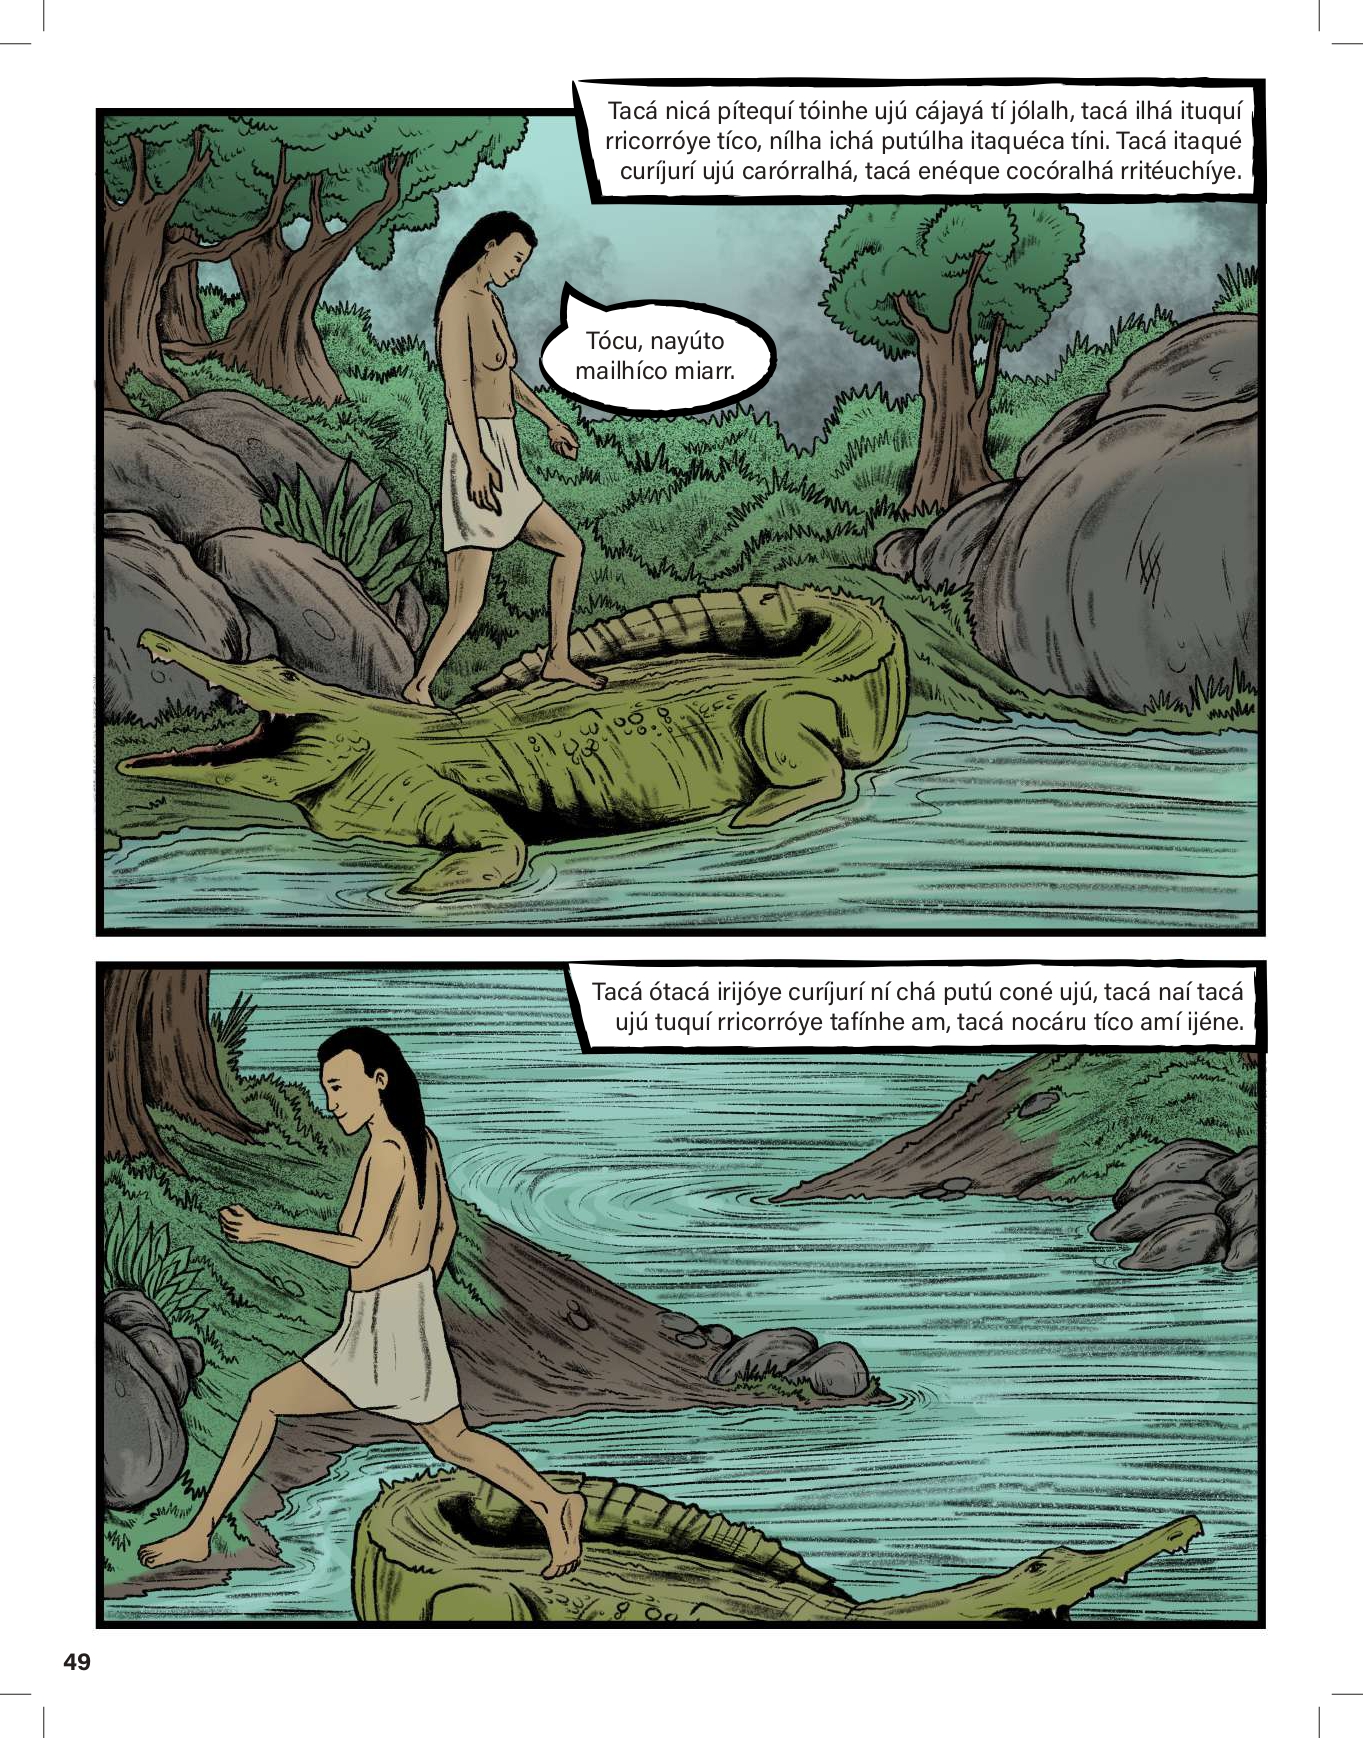 Tacá nicá pítequí tóinhe ujú cájayá tí jólalh, tacá ilhá ituquí
rricorróye tíco, nílha ichá putúlha itaquéca tíni. Tacá itaqué
curíjurí ujú carórralhá, tacá enéque cocóralhá rritéuchíye.
Tócu, nayúto
mailhíco miarr.
Tacá ótacá irijóye curíjurí ní chá putú coné ujú, tacá naí tacá
ujú tuquí rricorróye tafínhe am, tacá nocáru tíco amí ijéne.
49